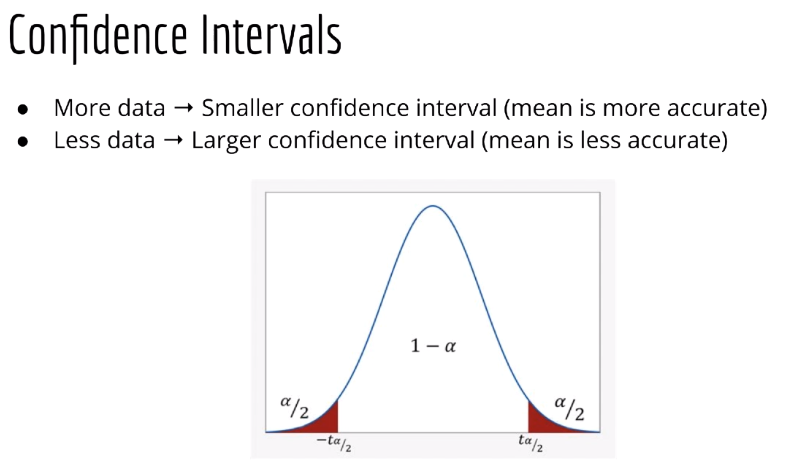 Confidence Intervals
● More data → Smaller confidence interval (mean is more accurate)
● Less data → Larger confidence interval (mean is less accurate)
1 − α
α/2
α/2
−tα/2
tα/2